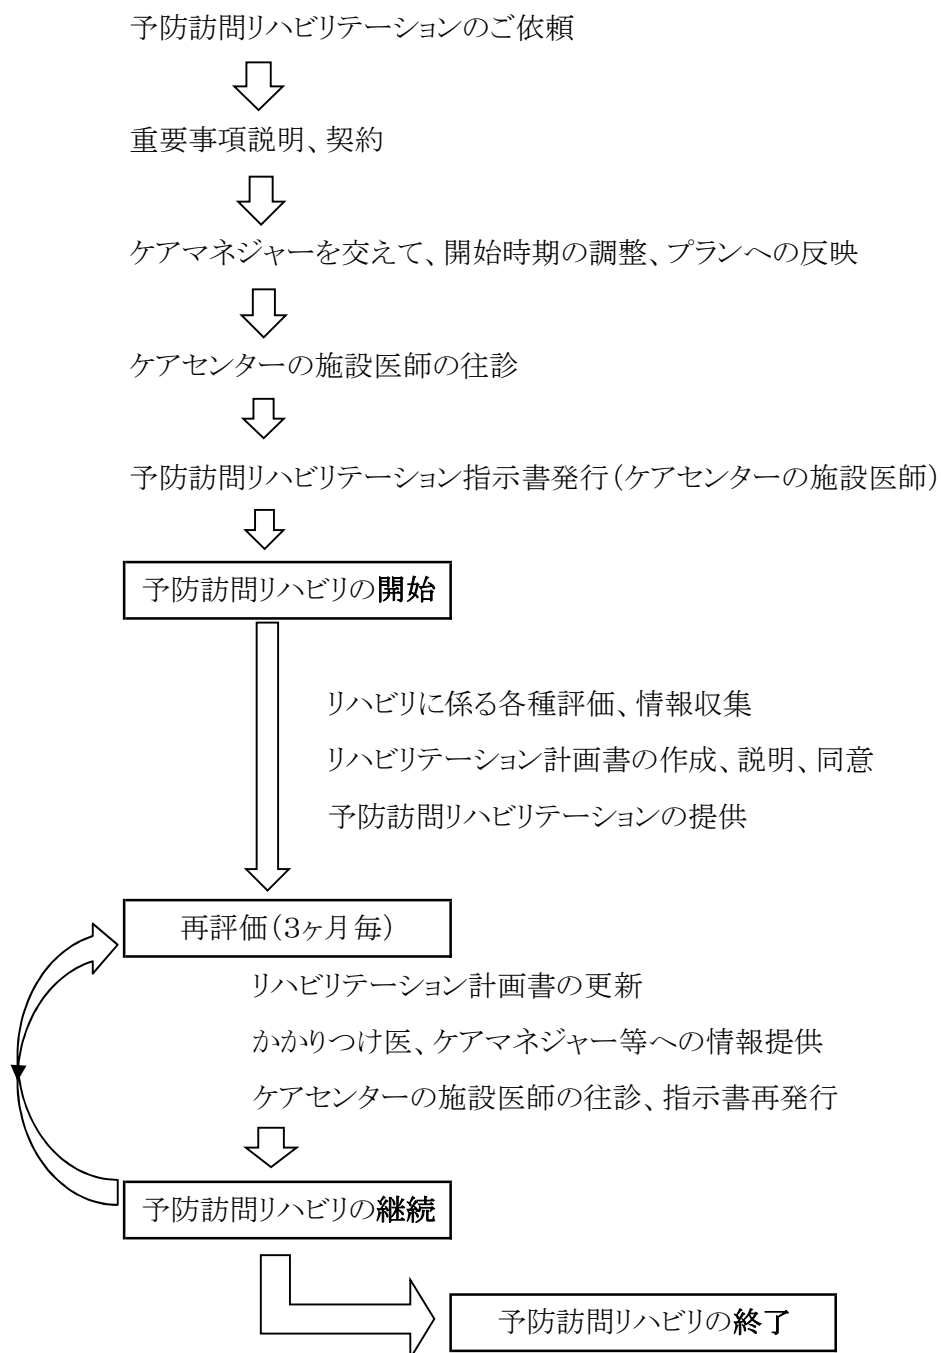 予防訪問リハビリテーションのご依頼
重要事項説明、契約
ケアマネジャーを交えて、開始時期の調整、プランへの反映
ケアセンターの施設医師の往診
予防訪問リハビリテーション指示書発行（ケアセンターの施設医師）
予防訪問リハビリの開始
リハビリに係る各種評価、情報収集
リハビリテーション計画書の作成、説明、同意
予防訪問リハビリテーションの提供
再評価（３ヶ月毎）
リハビリテーション計画書の更新
かかりつけ医、ケアマネジャー等への情報提供
ケアセンターの施設医師の往診、指示書再発行
予防訪問リハビリの継続
予防訪問リハビリの終了